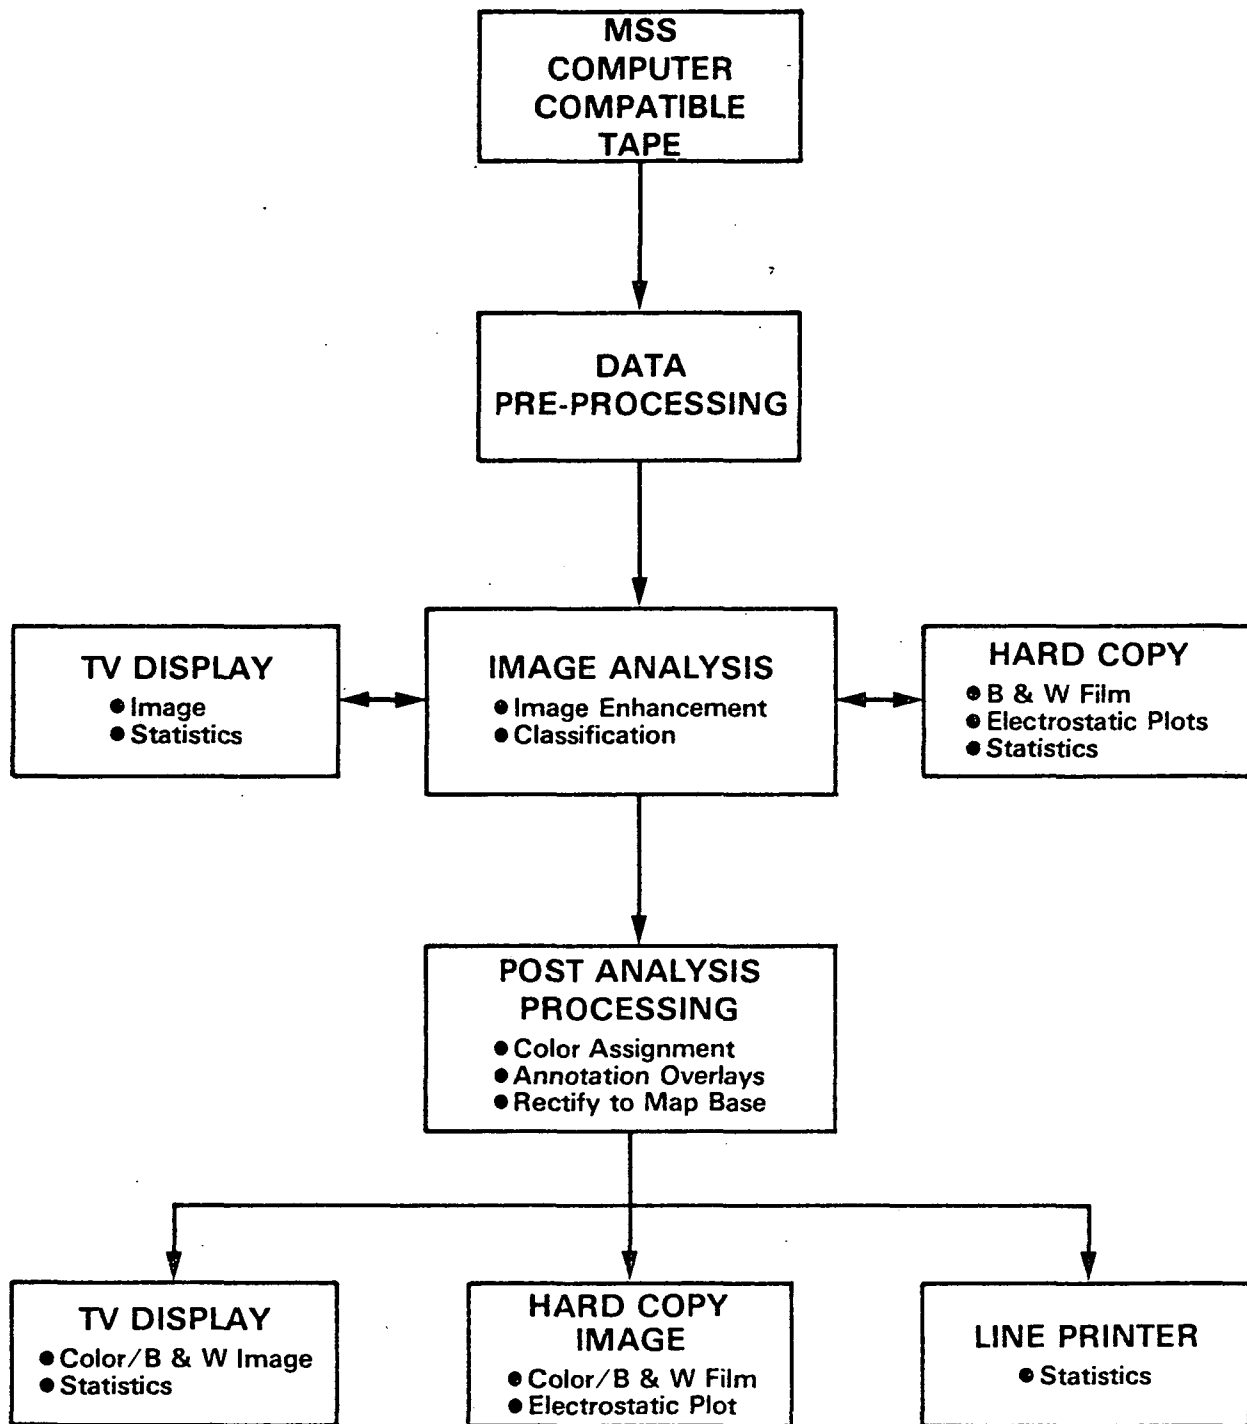 MSS
COMPUTER
COMPATIBLE
TAPE
DATA
PRE-PROCESSING
TV DISPLAY
● Image
● Statistics
IMAGE ANALYSIS
● Image Enhancement
● Classification
HARD COPY
● B & W Film
● Electrostatic Plots
● Statistics
POST ANALYSIS
PROCESSING
● Color Assignment
● Annotation Overlays
● Rectify to Map Base
TV DISPLAY
● Color/B & W Image
● Statistics
HARD COPY
IMAGE
● Color/B & W Film
● Electrostatic Plot
LINE PRINTER
● Statistics